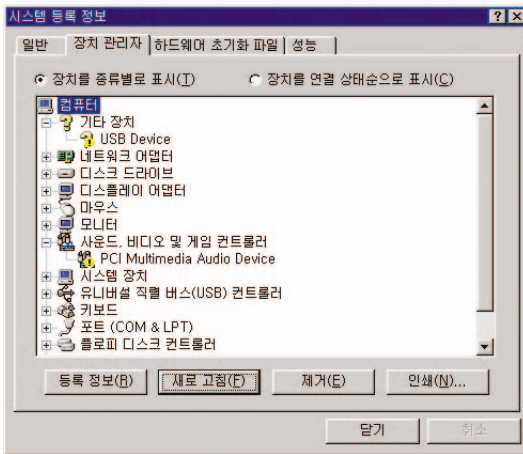 시스템 등록 정보
일반 장치 관리자 하드웨어 초기화 파일 성능
장치를 종류별로 표시(T) 장치를 연결 상태순으로 표시(C)
컴퓨터
기타 장치
USB Device
네트워크 어댑터
디스크 드라이브
디스플레이 어댑터
마우스
모니터
사운드, 비디오 및 게임 컨트롤러
PCI Multimedia Audio Device
시스템 장치
유니버설 직렬 버스(USB) 컨트롤러
키보드
포트 (COM & LPT)
플로피 디스크 컨트롤러
등록 정보(R) 새로 고침(F) 제거(E) 인쇄(N)...
닫기 취소